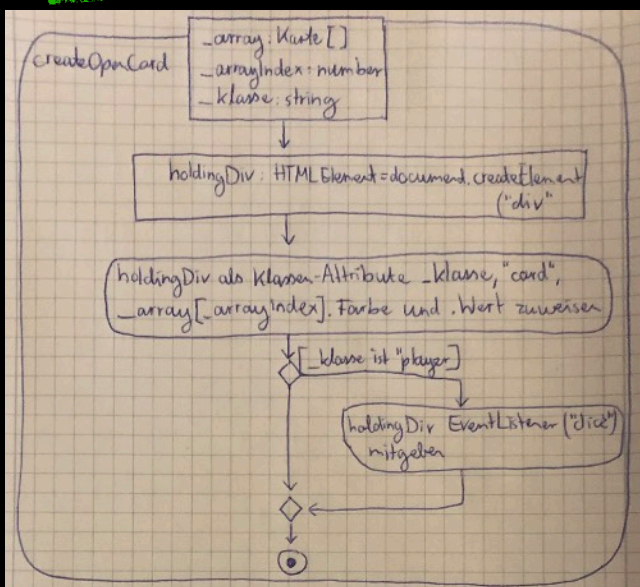 createOpenCard
_array: Karte[]
_arrayIndex: number
_klasse: string
holdingDiv: HTMLElement=document.createElement
("div"
holdingDiv als Klassen-Attribute _klasse, "card",
_array[_arrayIndex].Farbe und .Wert zuweisen
[_klasse ist "player]
holdingDiv EventListener("click")
mitgeben